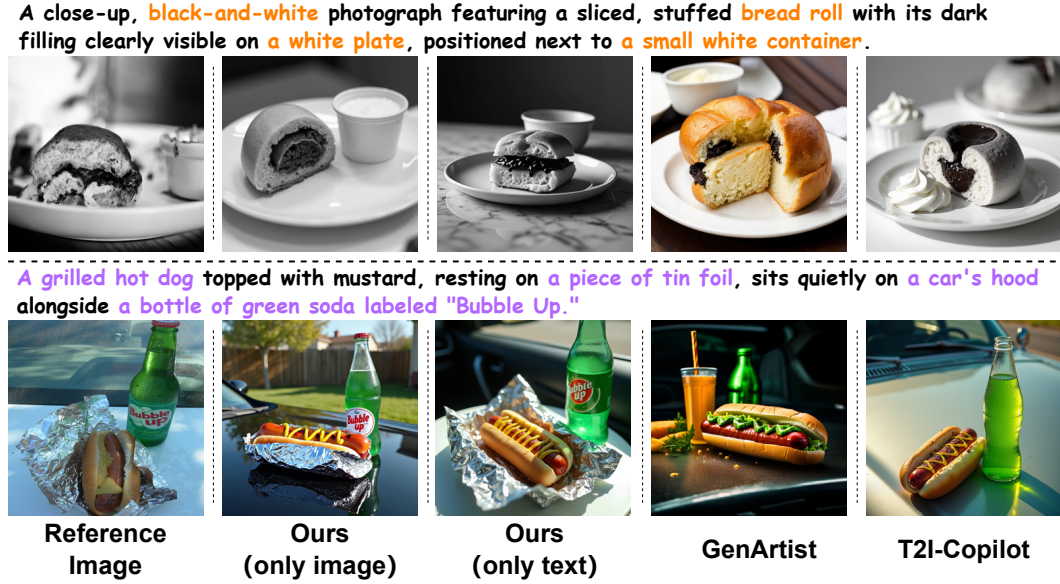 A close-up, black-and-white photograph featuring a sliced, stuffed bread roll with its dark
filling clearly visible on a white plate, positioned next to a small white container.
A grilled hot dog topped with mustard, resting on a piece of tin foil, sits quietly on a car's hood
alongside a bottle of green soda labeled "Bubble Up."
Bubble
up
Bubble
up
Bubble
up
Reference
Image
Ours
(only image)
Ours
(only text)
GenArtist
T2I-Copilot